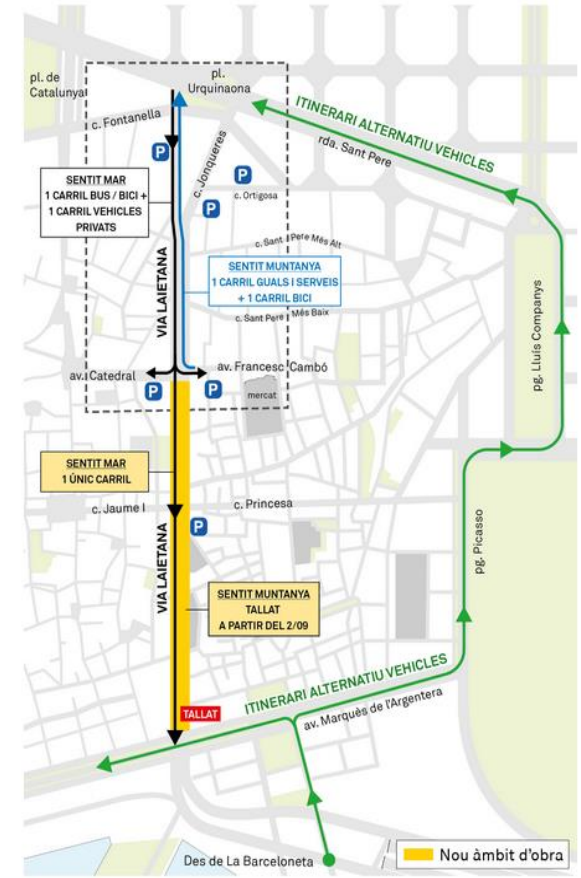 pl. de
Catalunya
pl.
Urquinaona
c. Fontanella
ITINERARI ALTERNATIU VEHICLES
rda. Sant Pere
P
c. Jonqueres
P
c. Ortigosa
P
SENTIT MAR
1 CARRIL BUS / BICI +
1 CARRIL VEHICLES
PRIVATS
VIA LAIETANA
c. Sant Pere Més Alt
SENTIT MUNTANYA
1 CARRIL GUALS I SERVEIS
+ 1 CARRIL BICI
c. Sant Pere Més Baix
pg. Lluís Companys
av. Catedral
av. Francesc Cambó
P
P
mercat
SENTIT MAR
1 ÚNIC CARRIL
c. Jaume I
c. Princesa
P
pg. Picasso
VIA LAIETANA
SENTIT MUNTANYA
TALLAT
A PARTIR DEL 2/09
TALLAT
ITINERARI ALTERNATIU VEHICLES
av. Marquès de l'Argentera
Des de La Barceloneta
Nou àmbit d'obra